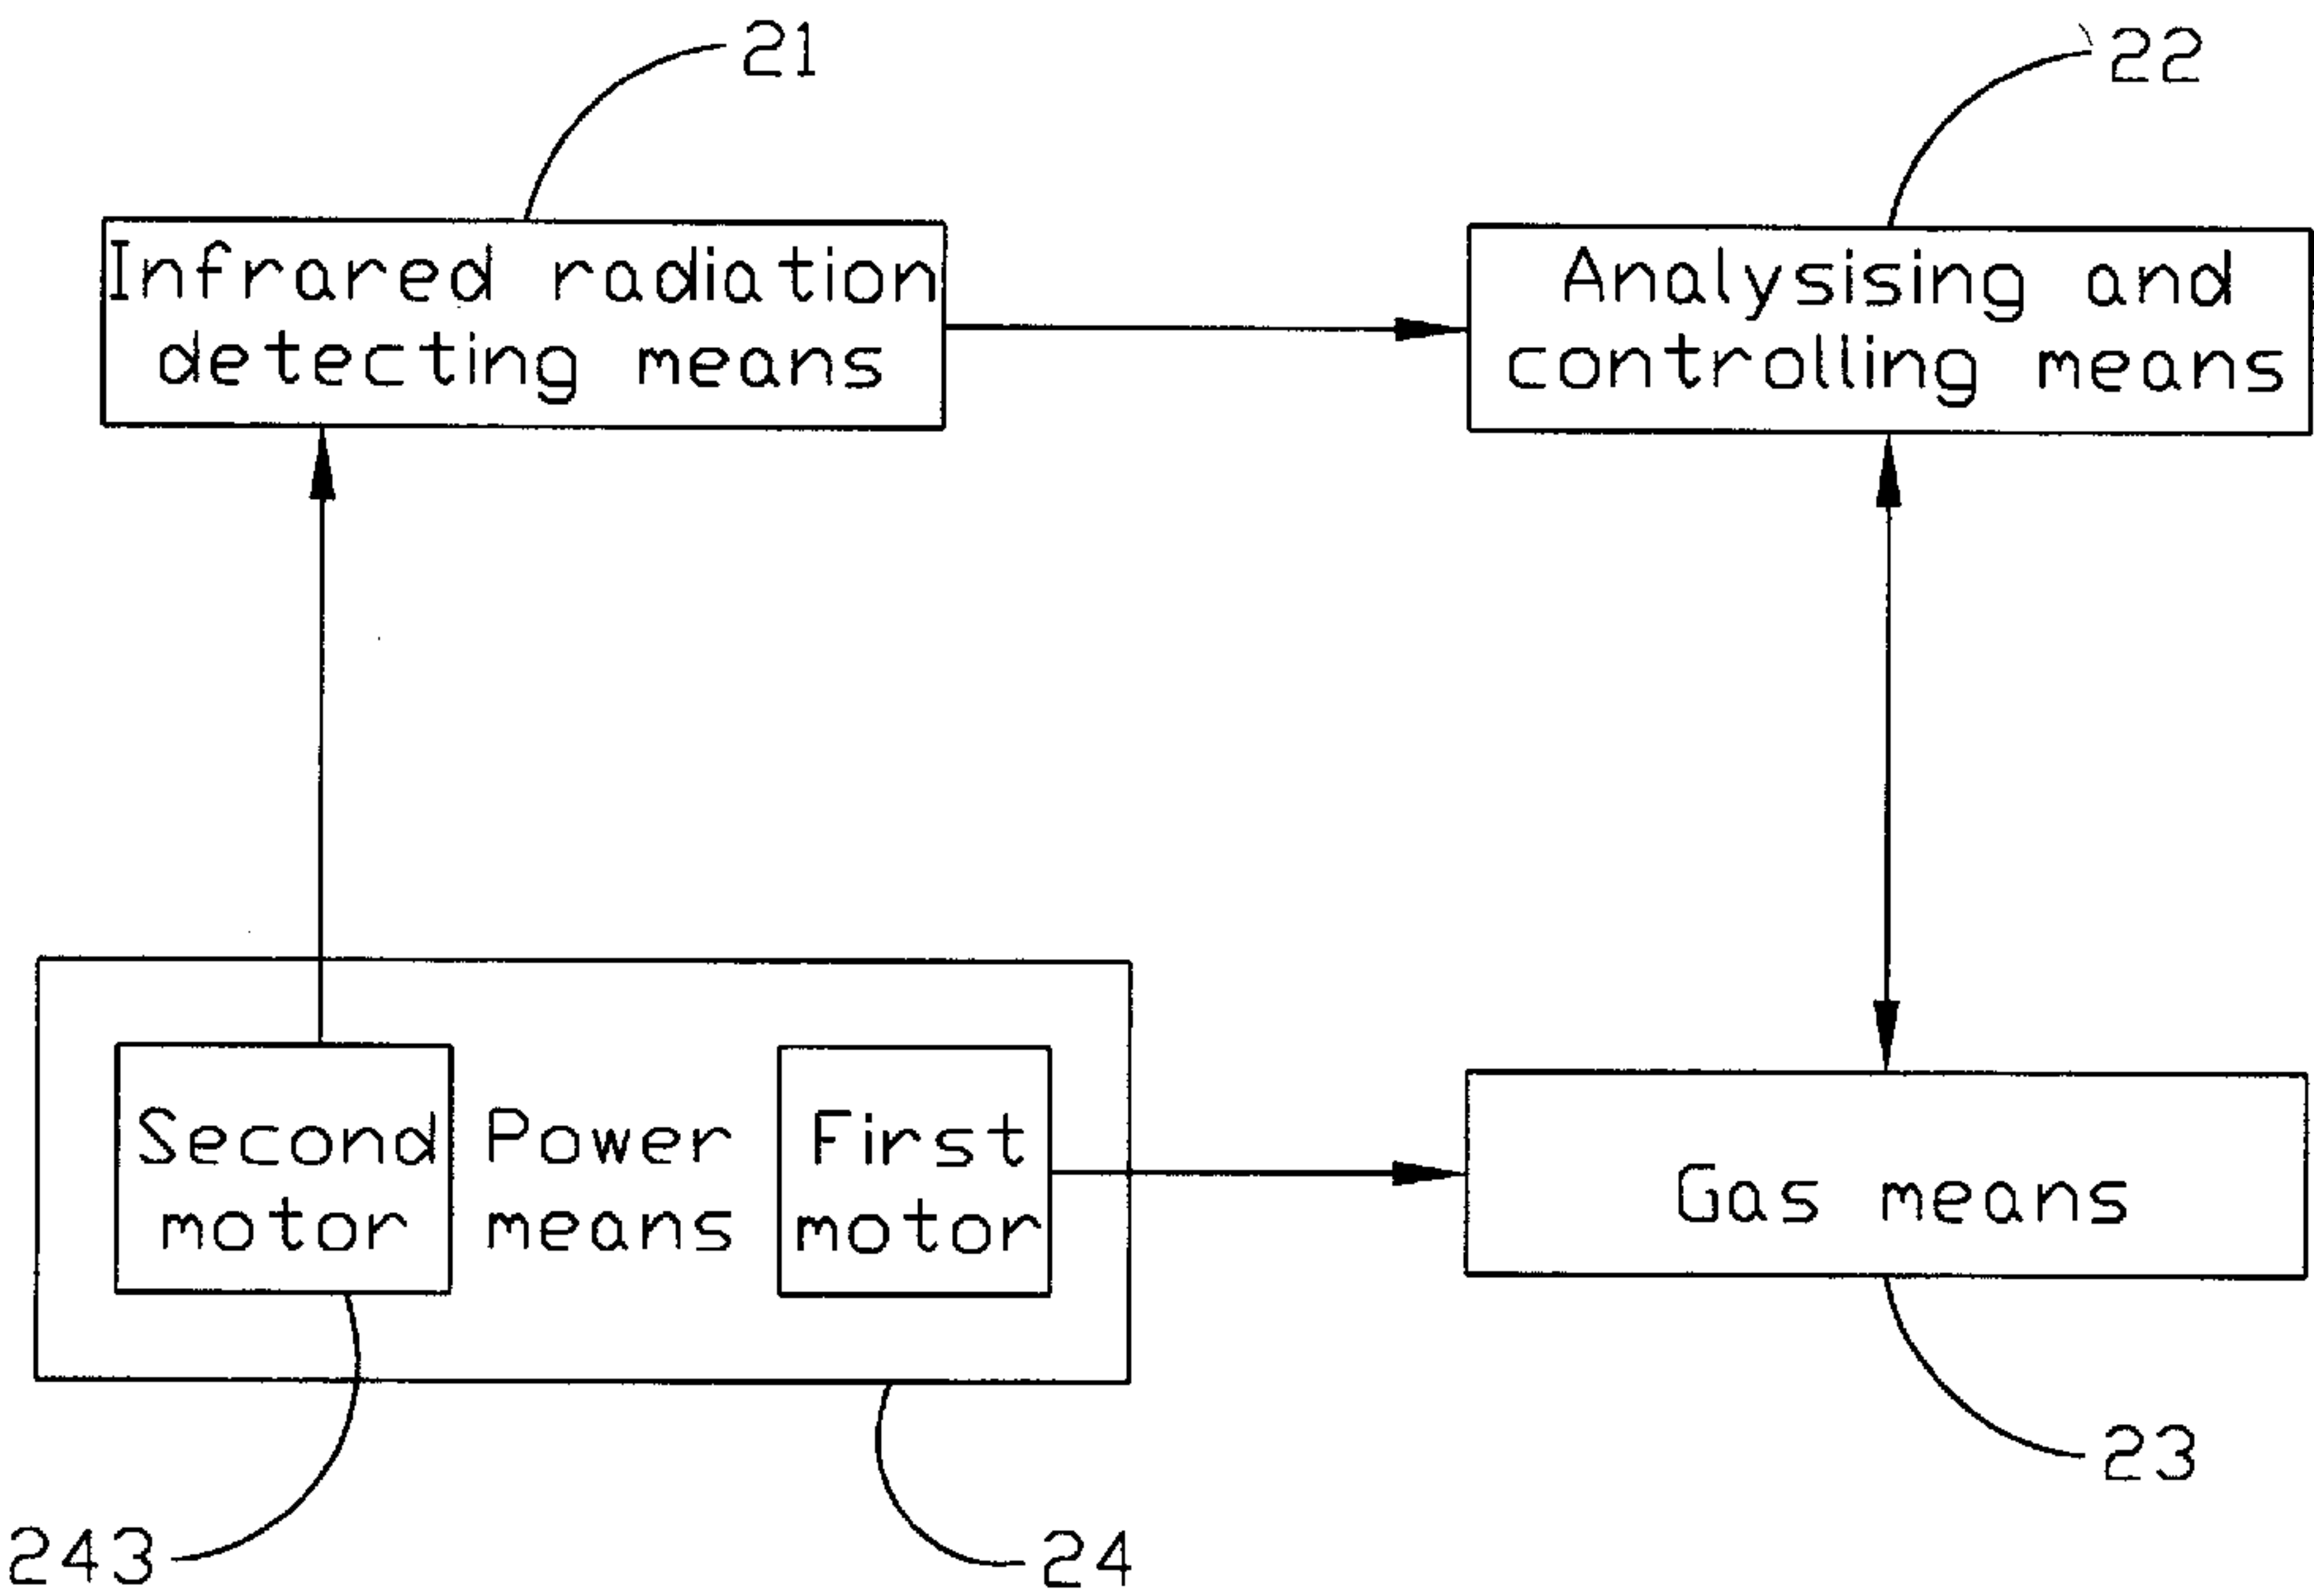 21
22
Infrared radiation
detecting means
Analysising and
controlling means
Second
motor
Power
means
First
motor
Gas means
23
243
24